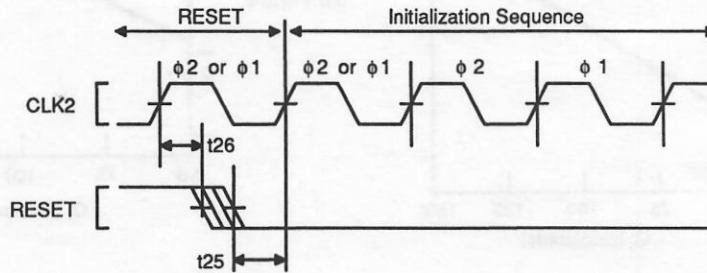 RESET
Initialization Sequence
ϕ2 or ϕ1
ϕ2 or ϕ1
ϕ2
ϕ1
CLK2
t26
RESET
t25